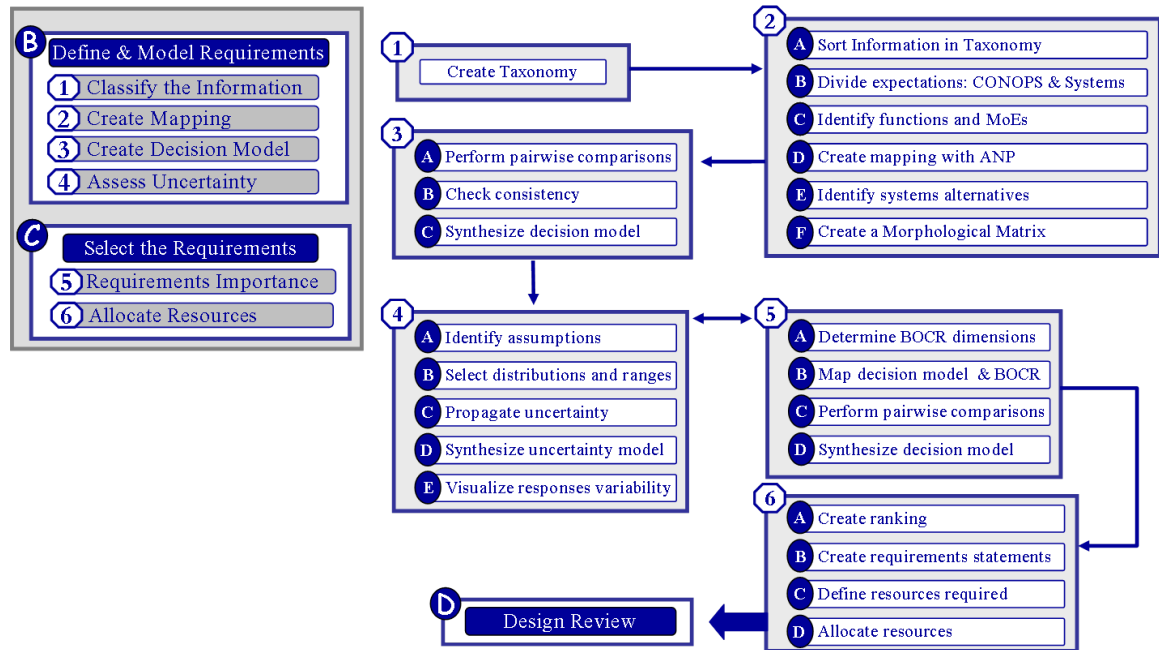 B
Define & Model Requirements
1 Classify the Information
2 Create Mapping
3 Create Decision Model
4 Assess Uncertainty
C
Select the Requirements
5 Requirements Importance
6 Allocate Resources
1
Create Taxonomy
2
A Sort Information in Taxonomy
B Divide expectations: CONOPS & Systems
C Identify functions and MoEs
D Create mapping with ANP
E Identify systems alternatives
F Create a Morphological Matrix
3
A Perform pairwise comparisons
B Check consistency
C Synthesize decision model
4
A Identify assumptions
B Select distributions and ranges
C Propagate uncertainty
D Synthesize uncertainty model
E Visualize responses variability
5
A Determine BOCR dimensions
B Map decision model & BOCR
C Perform pairwise comparisons
D Synthesize decision model
6
A Create ranking
B Create requirements statements
C Define resources required
D Allocate resources
D
Design Review